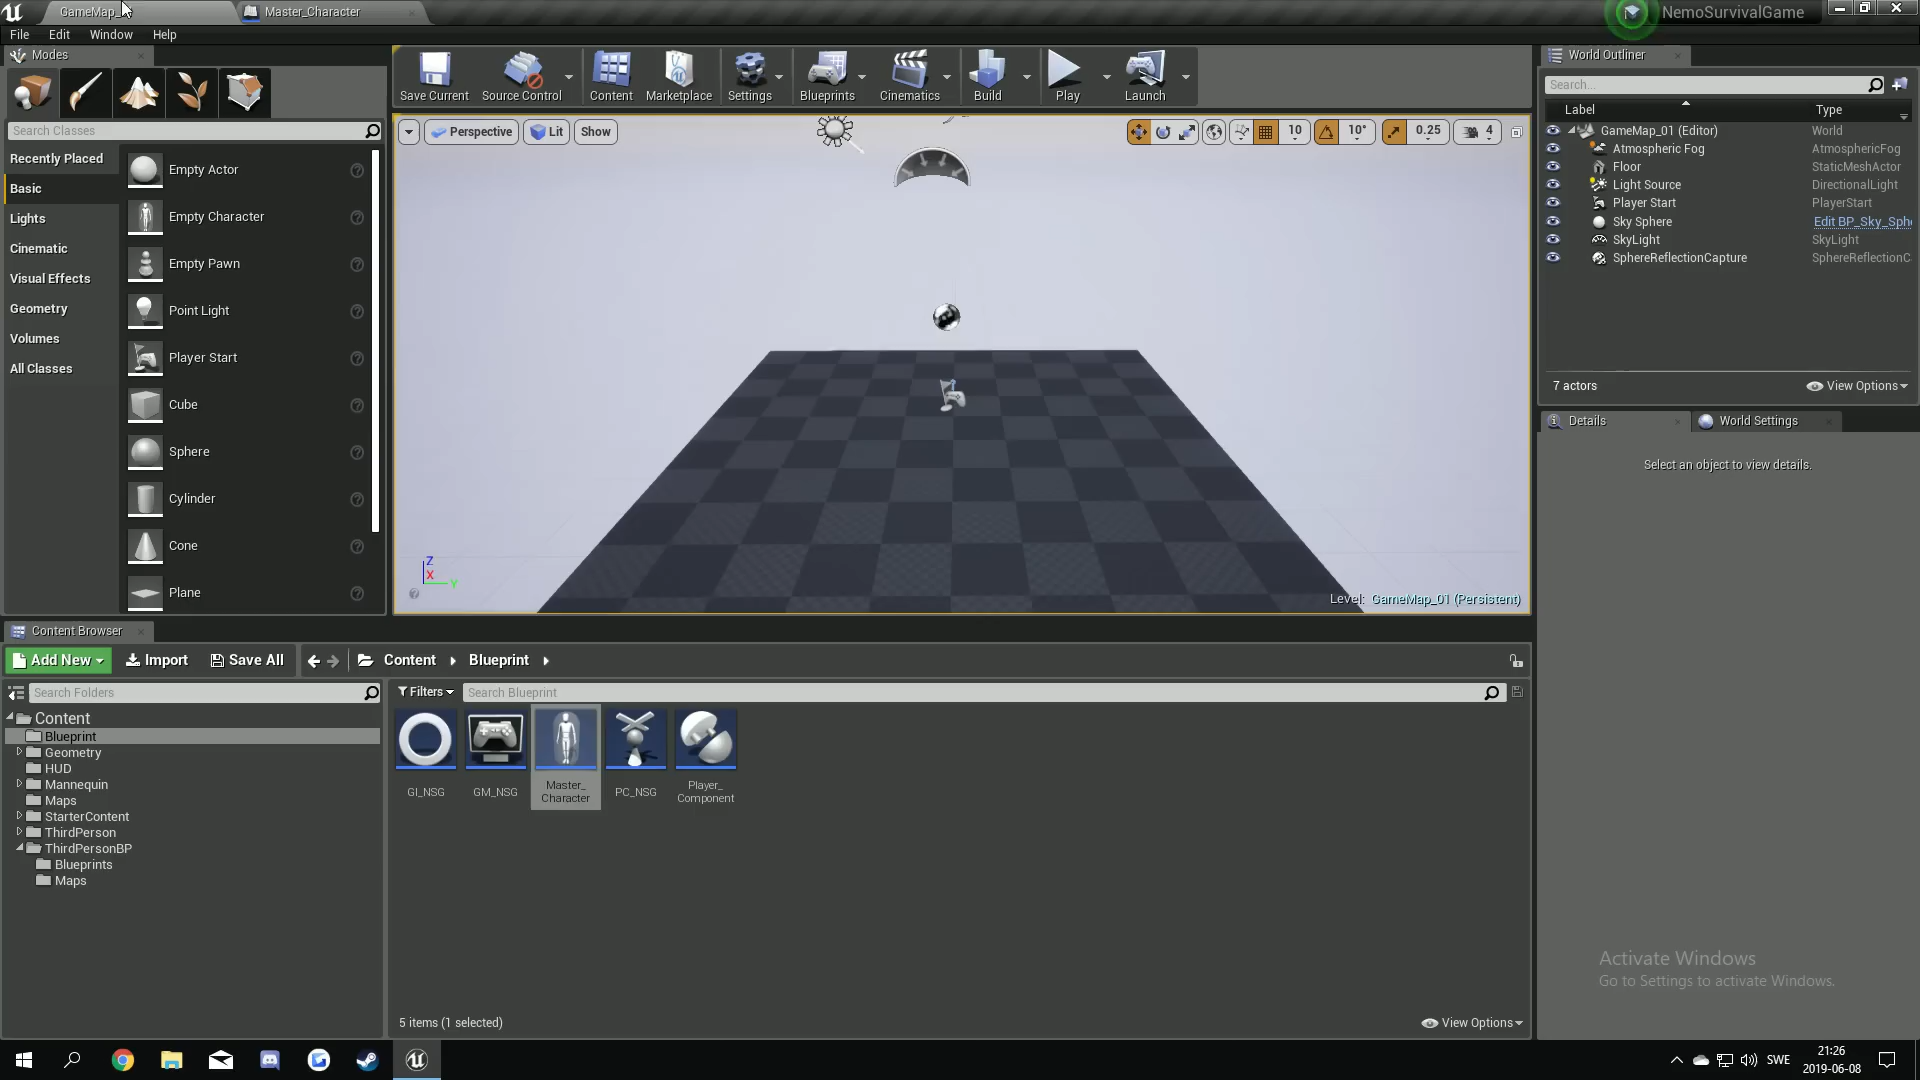 GameMap_
Master_Character
NemoSurvivalGame
File
Edit
Window
Help
Modes
Save Current
Source Control
Content
Marketplace
Settings
Blueprints
Cinematics
Build
Play
Launch
World Outliner
Search...
Label
Type
GameMap_01 (Editor)
World
Atmospheric Fog
AtmosphericFog
Floor
StaticMeshActor
Light Source
DirectionalLight
Player Start
PlayerStart
Sky Sphere
Edit BP_Sky_Sph
SkyLight
SkyLight
SphereReflectionCapture
SphereReflectionC
7 actors
View Options
Search Classes
Recently Placed
Basic
Lights
Cinematic
Visual Effects
Geometry
Volumes
All Classes
Empty Actor
Empty Character
Empty Pawn
Point Light
Player Start
Cube
Sphere
Cylinder
Cone
Plane
Perspective
Lit
Show
10
10°
0.25
4
Z
X
Y
Level: GameMap_01 (Persistent)
Details
World Settings
Select an object to view details.
Content Browser
Add New
Import
Save All
Content
Blueprint
Search Folders
Filters
Search Blueprint
Content
Blueprint
Geometry
HUD
Mannequin
Maps
StarterContent
ThirdPerson
ThirdPersonBP
Blueprints
Maps
GI_NSG
GM_NSG
Master_
Character
PC_NSG
Player_
Component
5 items (1 selected)
View Options
Activate Windows
Go to Settings to activate Windows.
SWE
21:26
2019-06-08